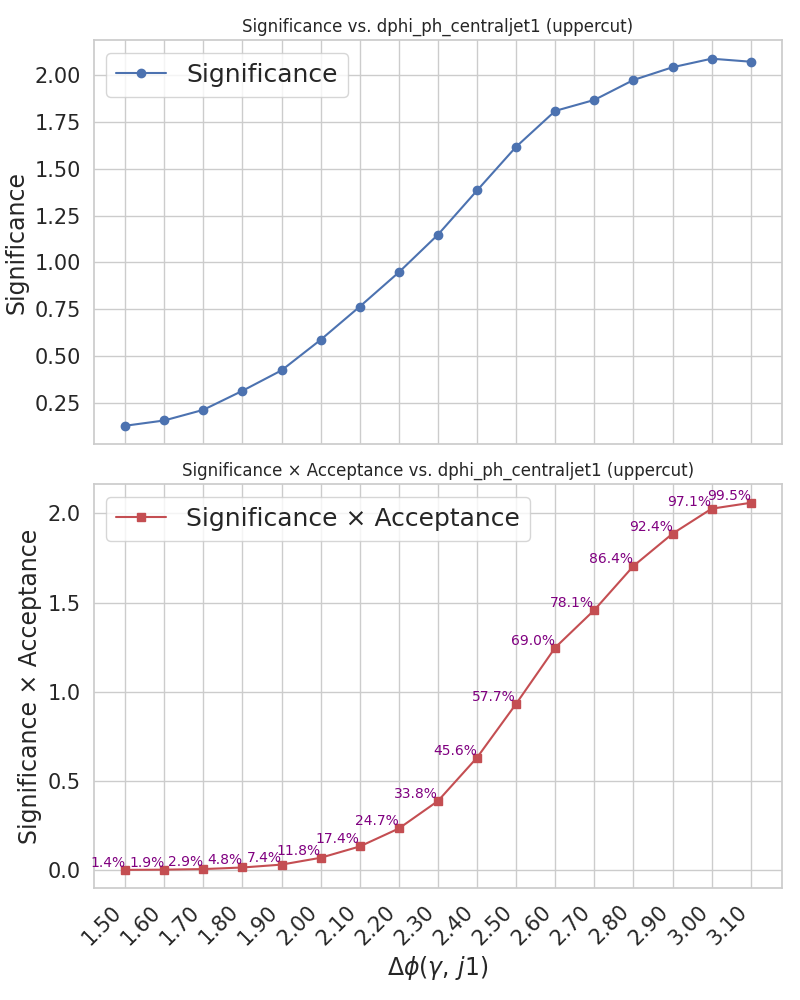 Significance vs. dphi_ph_centraljet1 (uppercut)
Significance
2.00
1.75
1.50
1.25
1.00
0.75
0.50
0.25
Significance
Significance × Acceptance vs. dphi_ph_centraljet1 (uppercut)
Significance × Acceptance
2.0
1.5
1.0
0.5
0.0
Significance × Acceptance
1.4% 1.9% 2.9% 4.8% 7.4% 11.8% 17.4% 24.7% 33.8% 45.6% 57.7% 69.0% 78.1% 86.4% 92.4% 97.1% 99.5%
1.50 1.60 1.70 1.80 1.90 2.00 2.10 2.20 2.30 2.40 2.50 2.60 2.70 2.80 2.90 3.00 3.10
Δϕ(γ, j1)